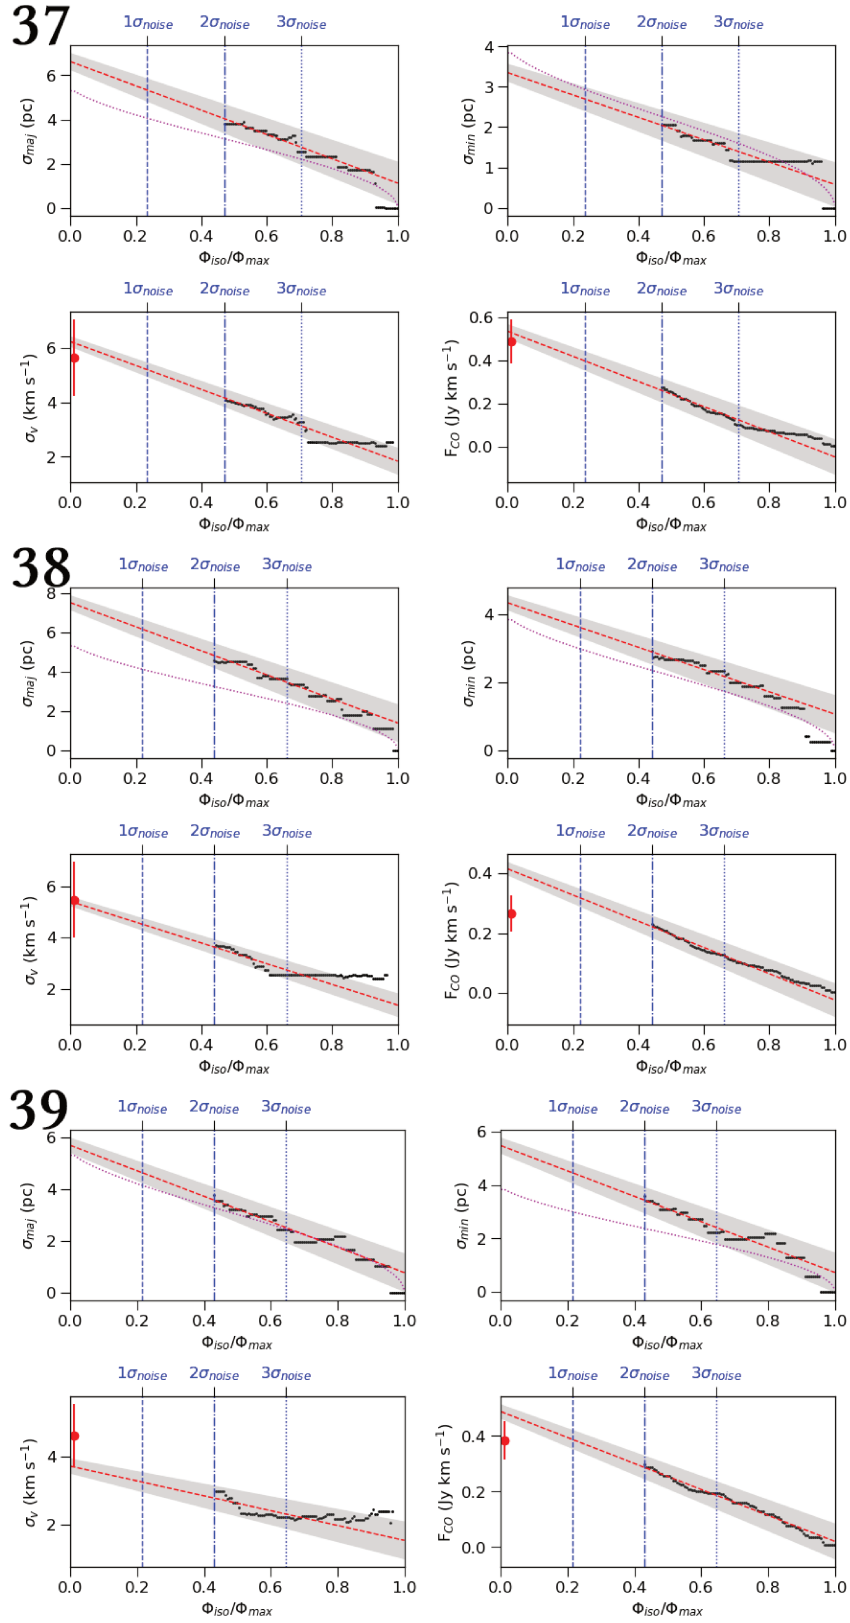 37
1σnoise 2σnoise 3σnoise
σmaj (pc)
6
4
2
0
0.0 0.2 0.4 0.6 0.8 1.0
Φiso/Φmax
1σnoise 2σnoise 3σnoise
σmin (pc)
4
3
2
1
0
0.0 0.2 0.4 0.6 0.8 1.0
Φiso/Φmax
1σnoise 2σnoise 3σnoise
σv (km s−1)
6
4
2
0.0 0.2 0.4 0.6 0.8 1.0
Φiso/Φmax
1σnoise 2σnoise 3σnoise
FCO (Jy km s−1)
0.6
0.4
0.2
0.0
0.0 0.2 0.4 0.6 0.8 1.0
Φiso/Φmax
38
1σnoise 2σnoise 3σnoise
σmaj (pc)
8
6
4
2
0
0.0 0.2 0.4 0.6 0.8 1.0
Φiso/Φmax
1σnoise 2σnoise 3σnoise
σmin (pc)
4
2
0
0.0 0.2 0.4 0.6 0.8 1.0
Φiso/Φmax
1σnoise 2σnoise 3σnoise
σv (km s−1)
6
4
2
0.0 0.2 0.4 0.6 0.8 1.0
Φiso/Φmax
1σnoise 2σnoise 3σnoise
FCO (Jy km s−1)
0.4
0.2
0.0
0.0 0.2 0.4 0.6 0.8 1.0
Φiso/Φmax
39
1σnoise 2σnoise 3σnoise
σmaj (pc)
6
4
2
0
0.0 0.2 0.4 0.6 0.8 1.0
Φiso/Φmax
1σnoise 2σnoise 3σnoise
σmin (pc)
6
4
2
0
0.0 0.2 0.4 0.6 0.8 1.0
Φiso/Φmax
1σnoise 2σnoise 3σnoise
σv (km s−1)
4
2
0.0 0.2 0.4 0.6 0.8 1.0
Φiso/Φmax
1σnoise 2σnoise 3σnoise
FCO (Jy km s−1)
0.4
0.2
0.0
0.0 0.2 0.4 0.6 0.8 1.0
Φiso/Φmax